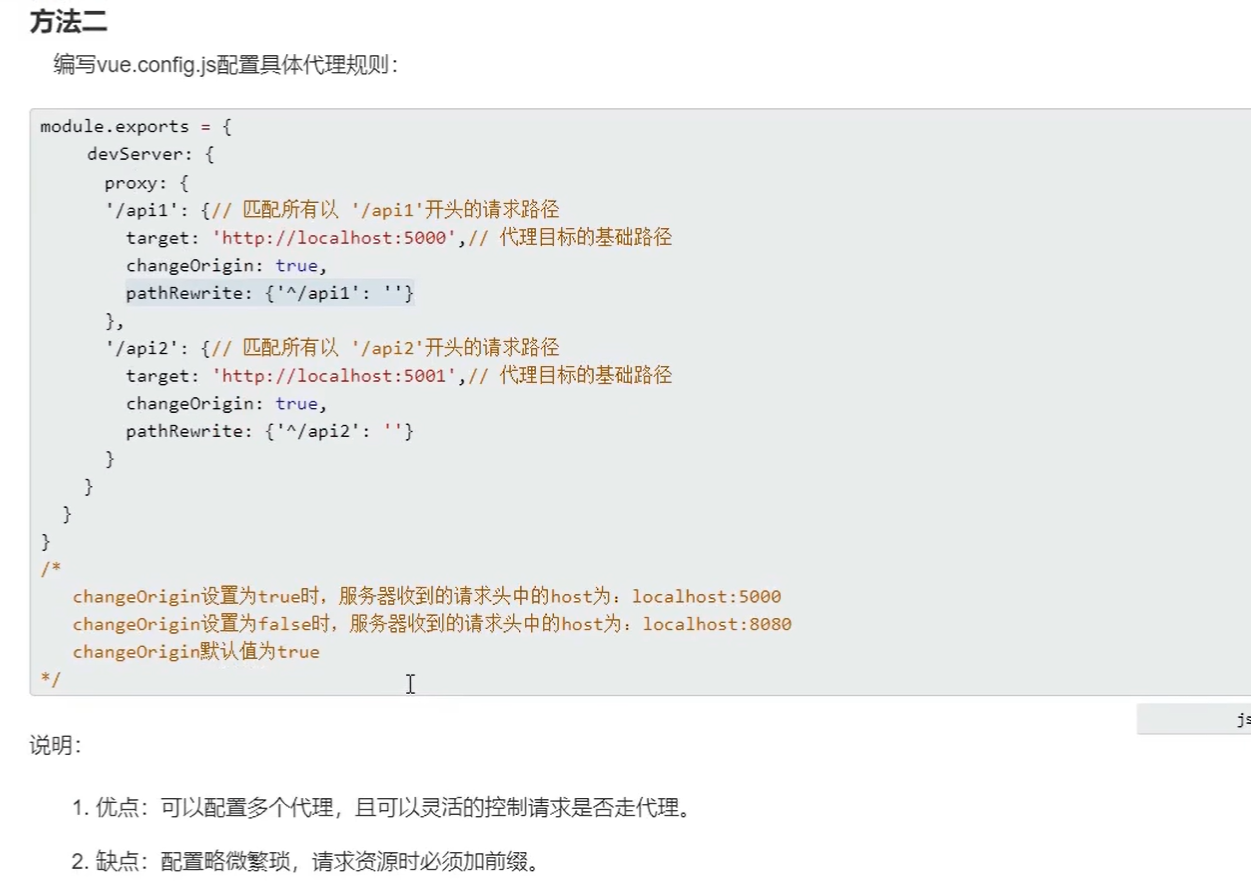 方法二
编写vue.config.js配置具体代理规则：
module.exports = {
devServer: {
proxy: {
'/api1': {// 匹配所有以 '/api1'开头的请求路径
target: 'http://localhost:5000',// 代理目标的基础路径
changeOrigin: true,
pathRewrite: {'^/api1': ''}
},
'/api2': {// 匹配所有以 '/api2'开头的请求路径
target: 'http://localhost:5001',// 代理目标的基础路径
changeOrigin: true,
pathRewrite: {'^/api2': ''}
}
}
}
}
/*
changeOrigin设置为true时，服务器收到的请求头中的host为：localhost:5000
changeOrigin设置为false时，服务器收到的请求头中的host为：localhost:8080
changeOrigin默认值为true
*/
js
说明：
1. 优点：可以配置多个代理，且可以灵活的控制请求是否走代理。
2. 缺点：配置略微繁琐，请求资源时必须加前缀。